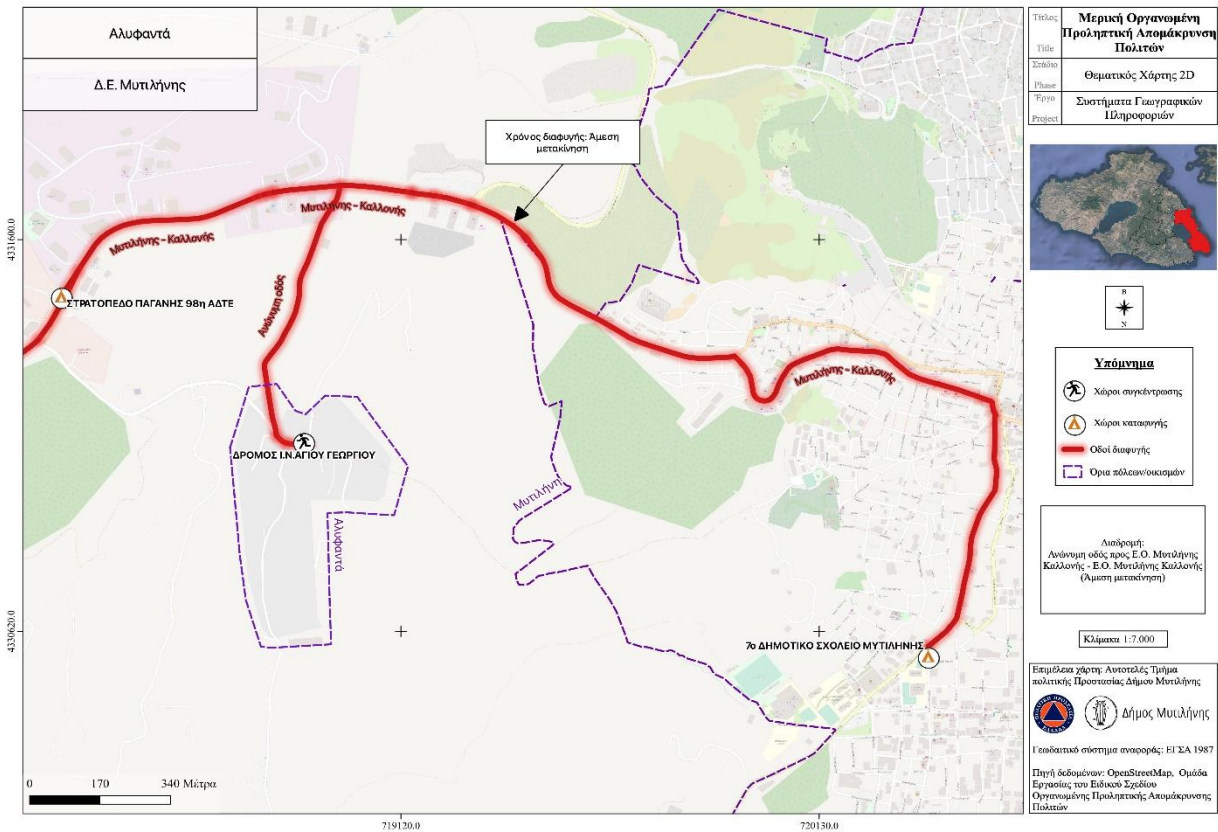 Αλυφαντά
Δ.Ε. Μυτιλήνης
Χρόνος διαφυγής: Άμεση
μετακίνηση
Μυτιλήνης - Καλλονής
Μυτιλήνης - Καλλονής
Ανώνυμη οδός
ΣΤΡΑΤΟΠΕΔΟ ΠΑΓΑΝΗΣ 98η ΑΔΤΕ
Μυτιλήνης - Καλλονής
ΔΡΟΜΟΣ Ι.Ν.ΑΓΙΟΥ ΓΕΩΡΓΙΟΥ
Μυτιλήνη
Αλυφαντά
7ο ΔΗΜΟΤΙΚΟ ΣΧΟΛΕΙΟ ΜΥΤΙΛΗΝΗΣ
4331600.0
4330620.0
0 170 340 Μέτρα
719120.0
720130.0
Τίτλος
Title
Μερική Οργανωμένη
Προληπτική Απομάκρυνση
Πολιτών
Στάδιο
Phase
Θεματικός Χάρτης 2D
Έργο
Project
Συστήματα Γεωγραφικών
Πληροφοριών
Β
Ν
Υπόμνημα
Χώροι συγκέντρωσης
Χώροι καταφυγής
Οδοί διαφυγής
Όρια πόλεων/οικισμών
Διαδρομή:
Ανώνυμη οδός προς Ε.Ο. Μυτιλήνης
Καλλονής - Ε.Ο. Μυτιλήνης Καλλονής
(Άμεση μετακίνηση)
Κλίμακα 1:7.000
Επιμέλεια χάρτη: Αυτοτελές Τμήμα
πολιτικής Προστασίας Δήμου Μυτιλήνης
Δήμος Μυτιλήνης
Γεωδαιτικό σύστημα αναφοράς: ΕΓΣΑ 1987
Πηγή δεδομένων: OpenStreetMap, Ομάδα
Εργασίας του Ειδικού Σχεδίου
Οργανωμένης Προληπτικής Απομάκρυνσης
Πολιτών